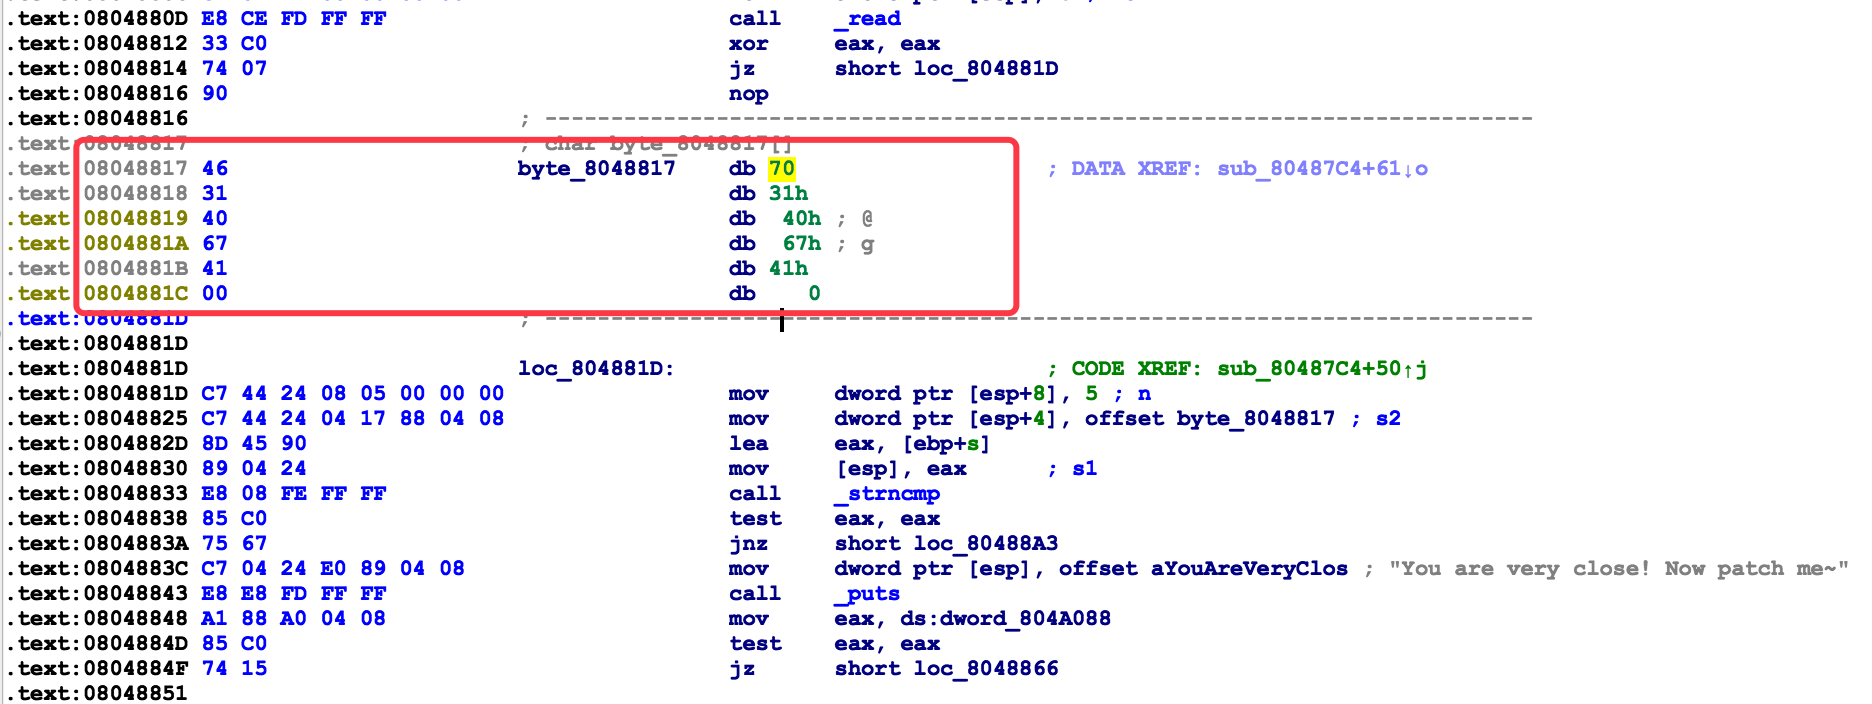 .text:0804880D E8 CE FD FF FF call _read
.text:08048812 33 C0 xor eax, eax
.text:08048814 74 07 jz short loc_804881D
.text:08048816 90 nop
.text:08048816 ; ---------------------------------------------------------------------------
.text:08048817 ; char byte_8048817[]
.text:08048817 46 byte_8048817 db 70 ; DATA XREF: sub_80487C4+61↓o
.text:08048818 31 db 31h
.text:08048819 40 db 40h ; @
.text:0804881A 67 db 67h ; g
.text:0804881B 41 db 41h
.text:0804881C 00 db 0
.text:0804881D ; ---------------------------------------------------------------------------
.text:0804881D
.text:0804881D loc_804881D: ; CODE XREF: sub_80487C4+50↑j
.text:0804881D C7 44 24 08 05 00 00 00 mov dword ptr [esp+8], 5 ; n
.text:08048825 C7 44 24 04 17 88 04 08 mov dword ptr [esp+4], offset byte_8048817 ; s2
.text:0804882D 8D 45 90 lea eax, [ebp+s]
.text:08048830 89 04 24 mov [esp], eax ; s1
.text:08048833 E8 08 FE FF FF call _strncmp
.text:08048838 85 C0 test eax, eax
.text:0804883A 75 67 jnz short loc_80488A3
.text:0804883C C7 04 24 E0 89 04 08 mov dword ptr [esp], offset aYouAreVeryClos ; "You are very close! Now patch me~"
.text:08048843 E8 E8 FD FF FF call _puts
.text:08048848 A1 88 A0 04 08 mov eax, ds:dword_804A088
.text:0804884D 85 C0 test eax, eax
.text:0804884F 74 15 jz short loc_8048866
.text:08048851